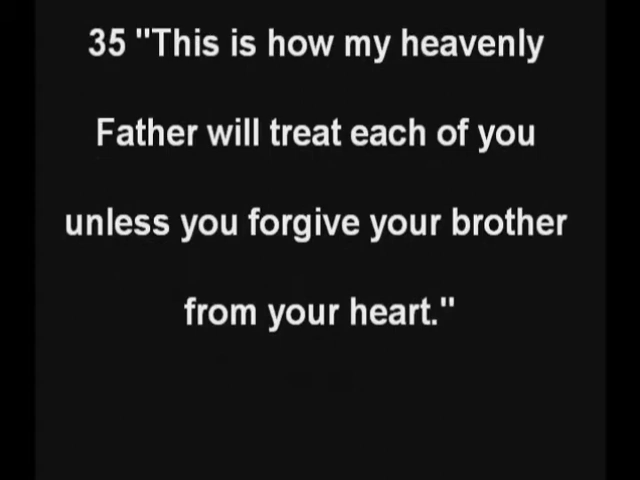 35 "This is how my heavenly
Father will treat each of you
unless you forgive your brother
from your heart."